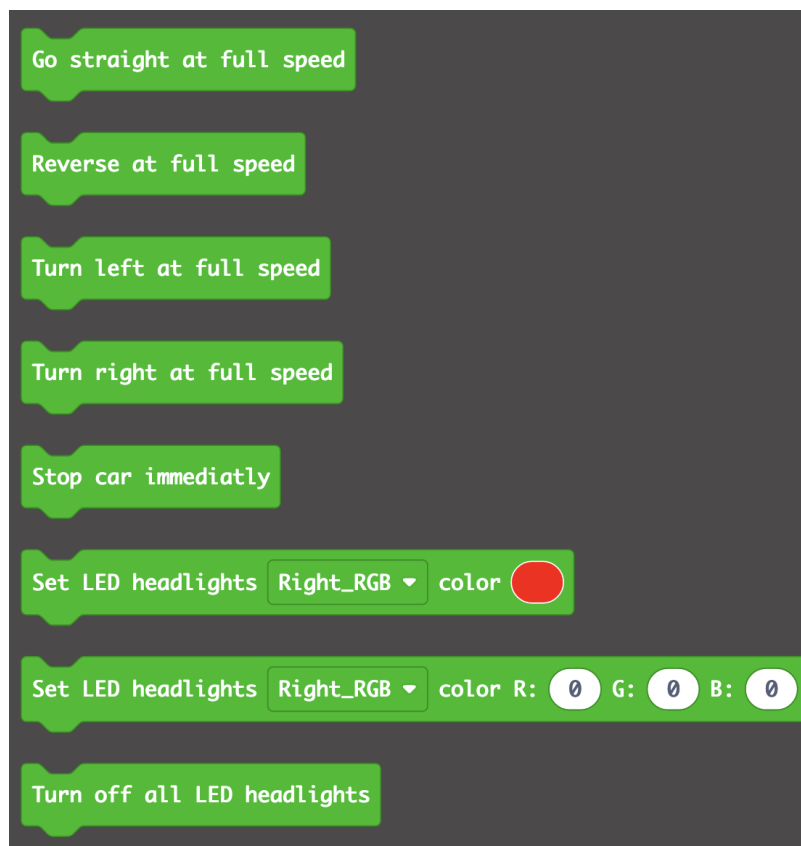 Go straight at full speed
Reverse at full speed
Turn left at full speed
Turn right at full speed
Stop car immediatly
Set LED headlights Right_RGB color
Set LED headlights Right_RGB color R: 0 G: 0 B: 0
Turn off all LED headlights